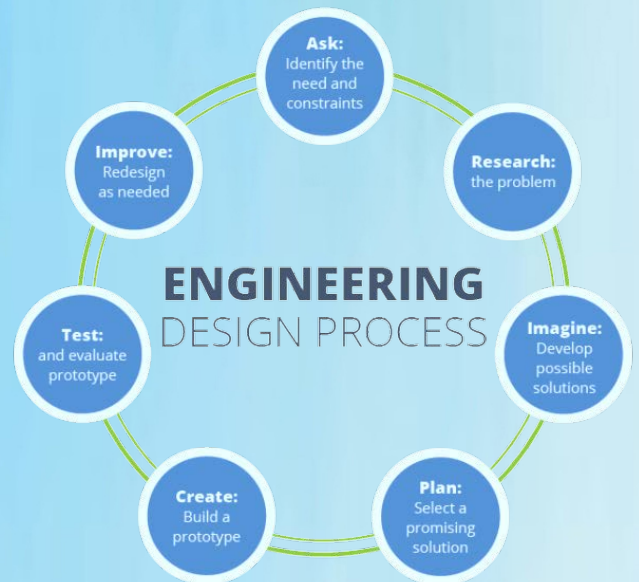 Ask:
Identify the
need and
constraints
Research:
the problem
Imagine:
Develop
possible
solutions
Plan:
Select a
promising
solution
Create:
Build a
prototype
Test:
and evaluate
prototype
Improve:
Redesign
as needed
ENGINEERING
DESIGN PROCESS